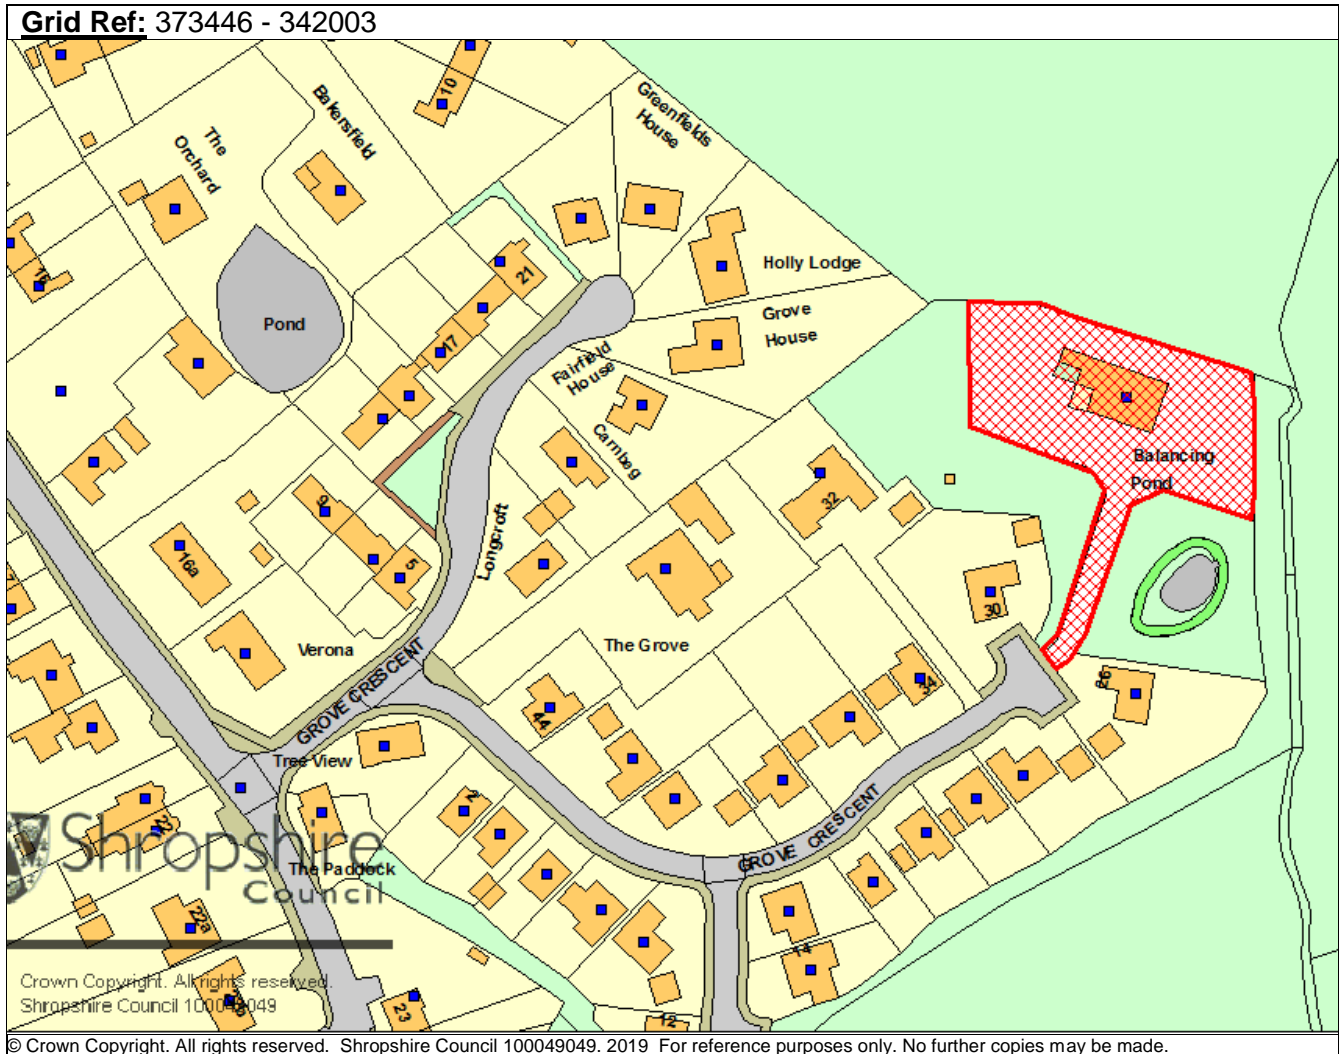 Grid Ref: 373446 - 342003
10
Bakersfield
Greenfields
House
The
Orchard
21
Holly Lodge
Grove
House
Pond
17
Fairfield
House
Carnbeg
Balancing
Pond
9
32
Longcroft
16a
5
30
Verona
The Grove
GROVE CRESCENT
34
26
44
Tree View
2
GROVE CRESCENT
Shropshire
Council
The Paddock
22a
14
Crown Copyright. All rights reserved.
Shropshire Council 100049049
23
12
© Crown Copyright. All rights reserved. Shropshire Council 100049049. 2019 For reference purposes only. No further copies may be made.